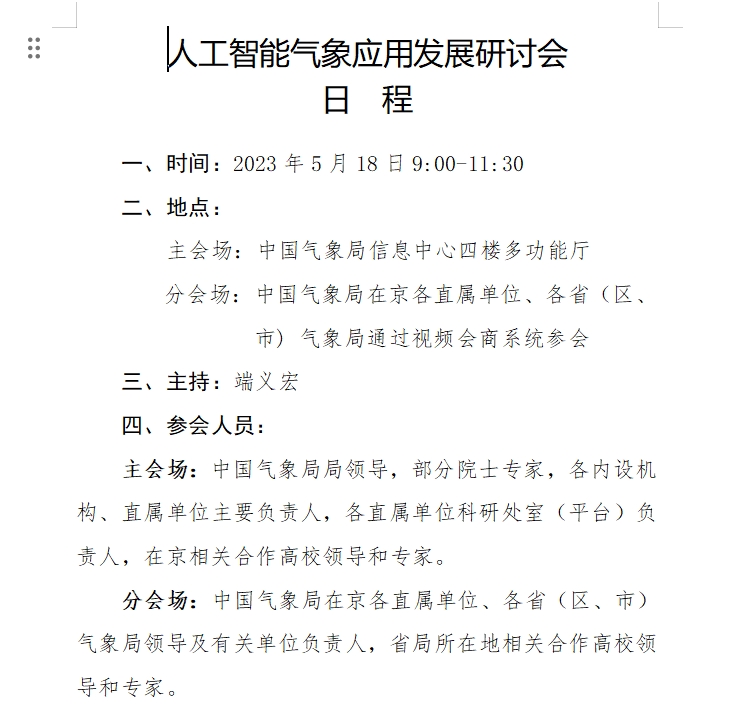 人工智能气象应用发展研讨会
日 程
一、时间：2023 年 5 月 18 日 9:00-11:30
二、地点：
主会场：中国气象局信息中心四楼多功能厅
分会场：中国气象局在京各直属单位、各省（区、
市）气象局通过视频会商系统参会
三、主持：端义宏
四、参会人员：
主会场：中国气象局局领导，部分院士专家，各内设机
构、直属单位主要负责人，各直属单位科研处室（平台）负
责人，在京相关合作高校领导和专家。
分会场：中国气象局在京各直属单位、各省（区、市）
气象局领导及有关单位负责人，省局所在地相关合作高校领
导和专家。